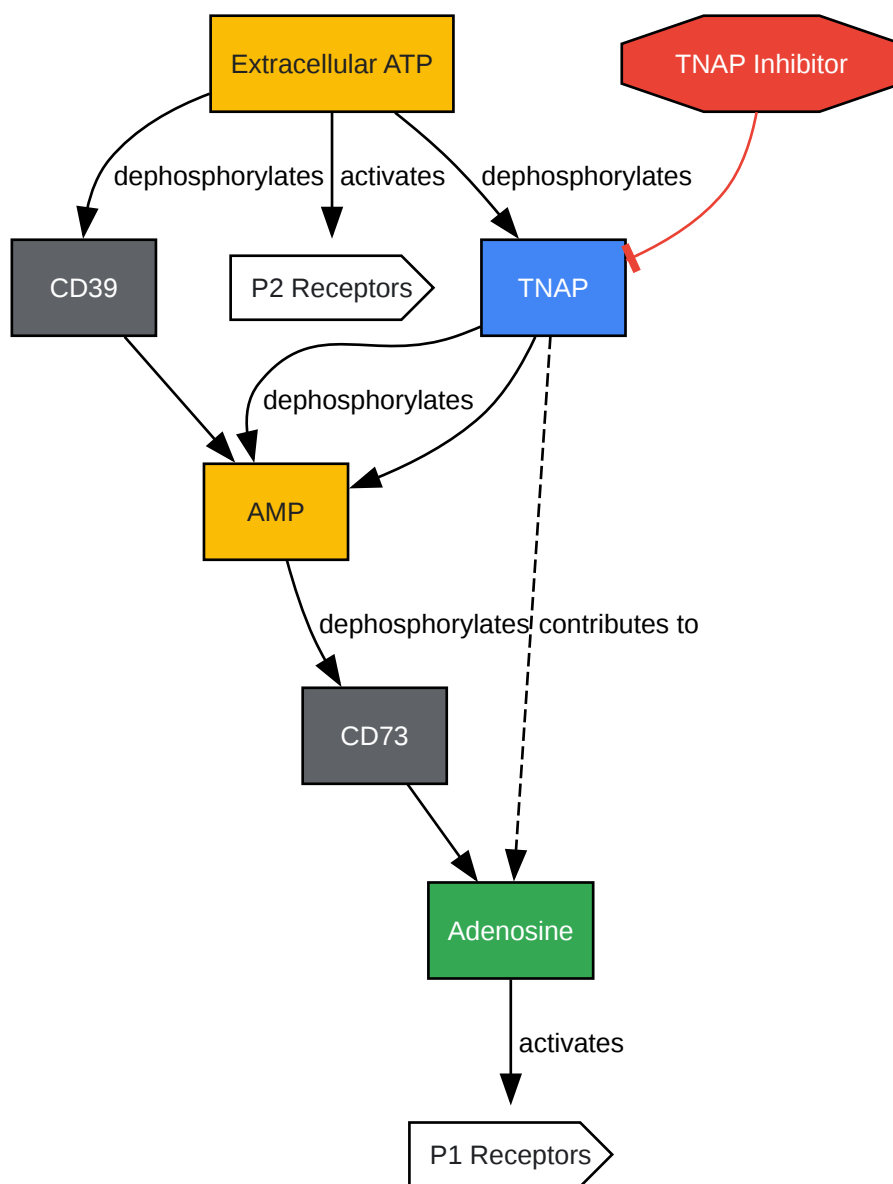 Extracellular ATP
TNAP Inhibitor
dephosphorylates
activates
dephosphorylates
CD39
P2 Receptors
TNAP
dephosphorylates
AMP
dephosphorylates
contributes to
CD73
Adenosine
activates
P1 Receptors